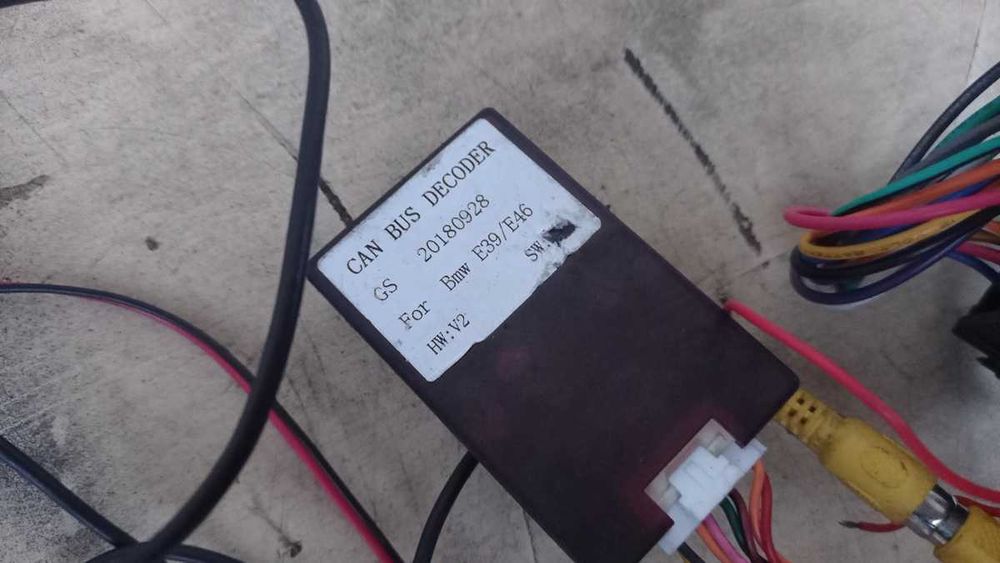 CAN BUS DECODER
GS 20180928
For Bmw E39/E46
HW:V2 SW: